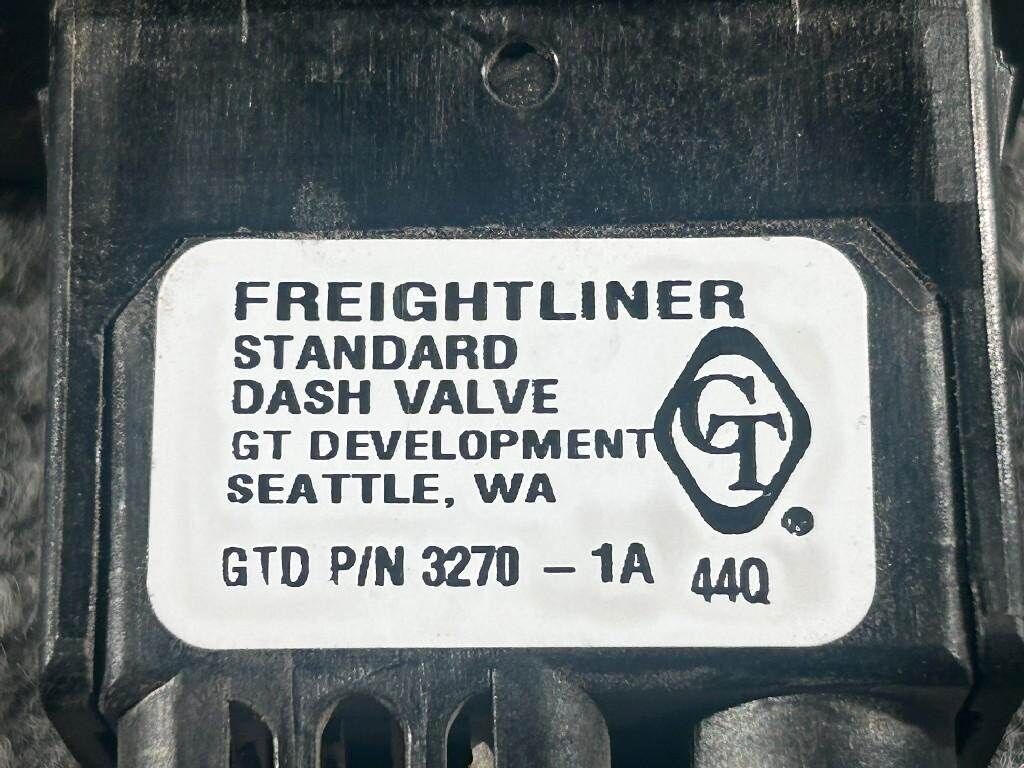 FREIGHTLINER
STANDARD
DASH VALVE
GT DEVELOPMENT
SEATTLE, WA
GT
GTD P/N 3270 - 1A 44Q